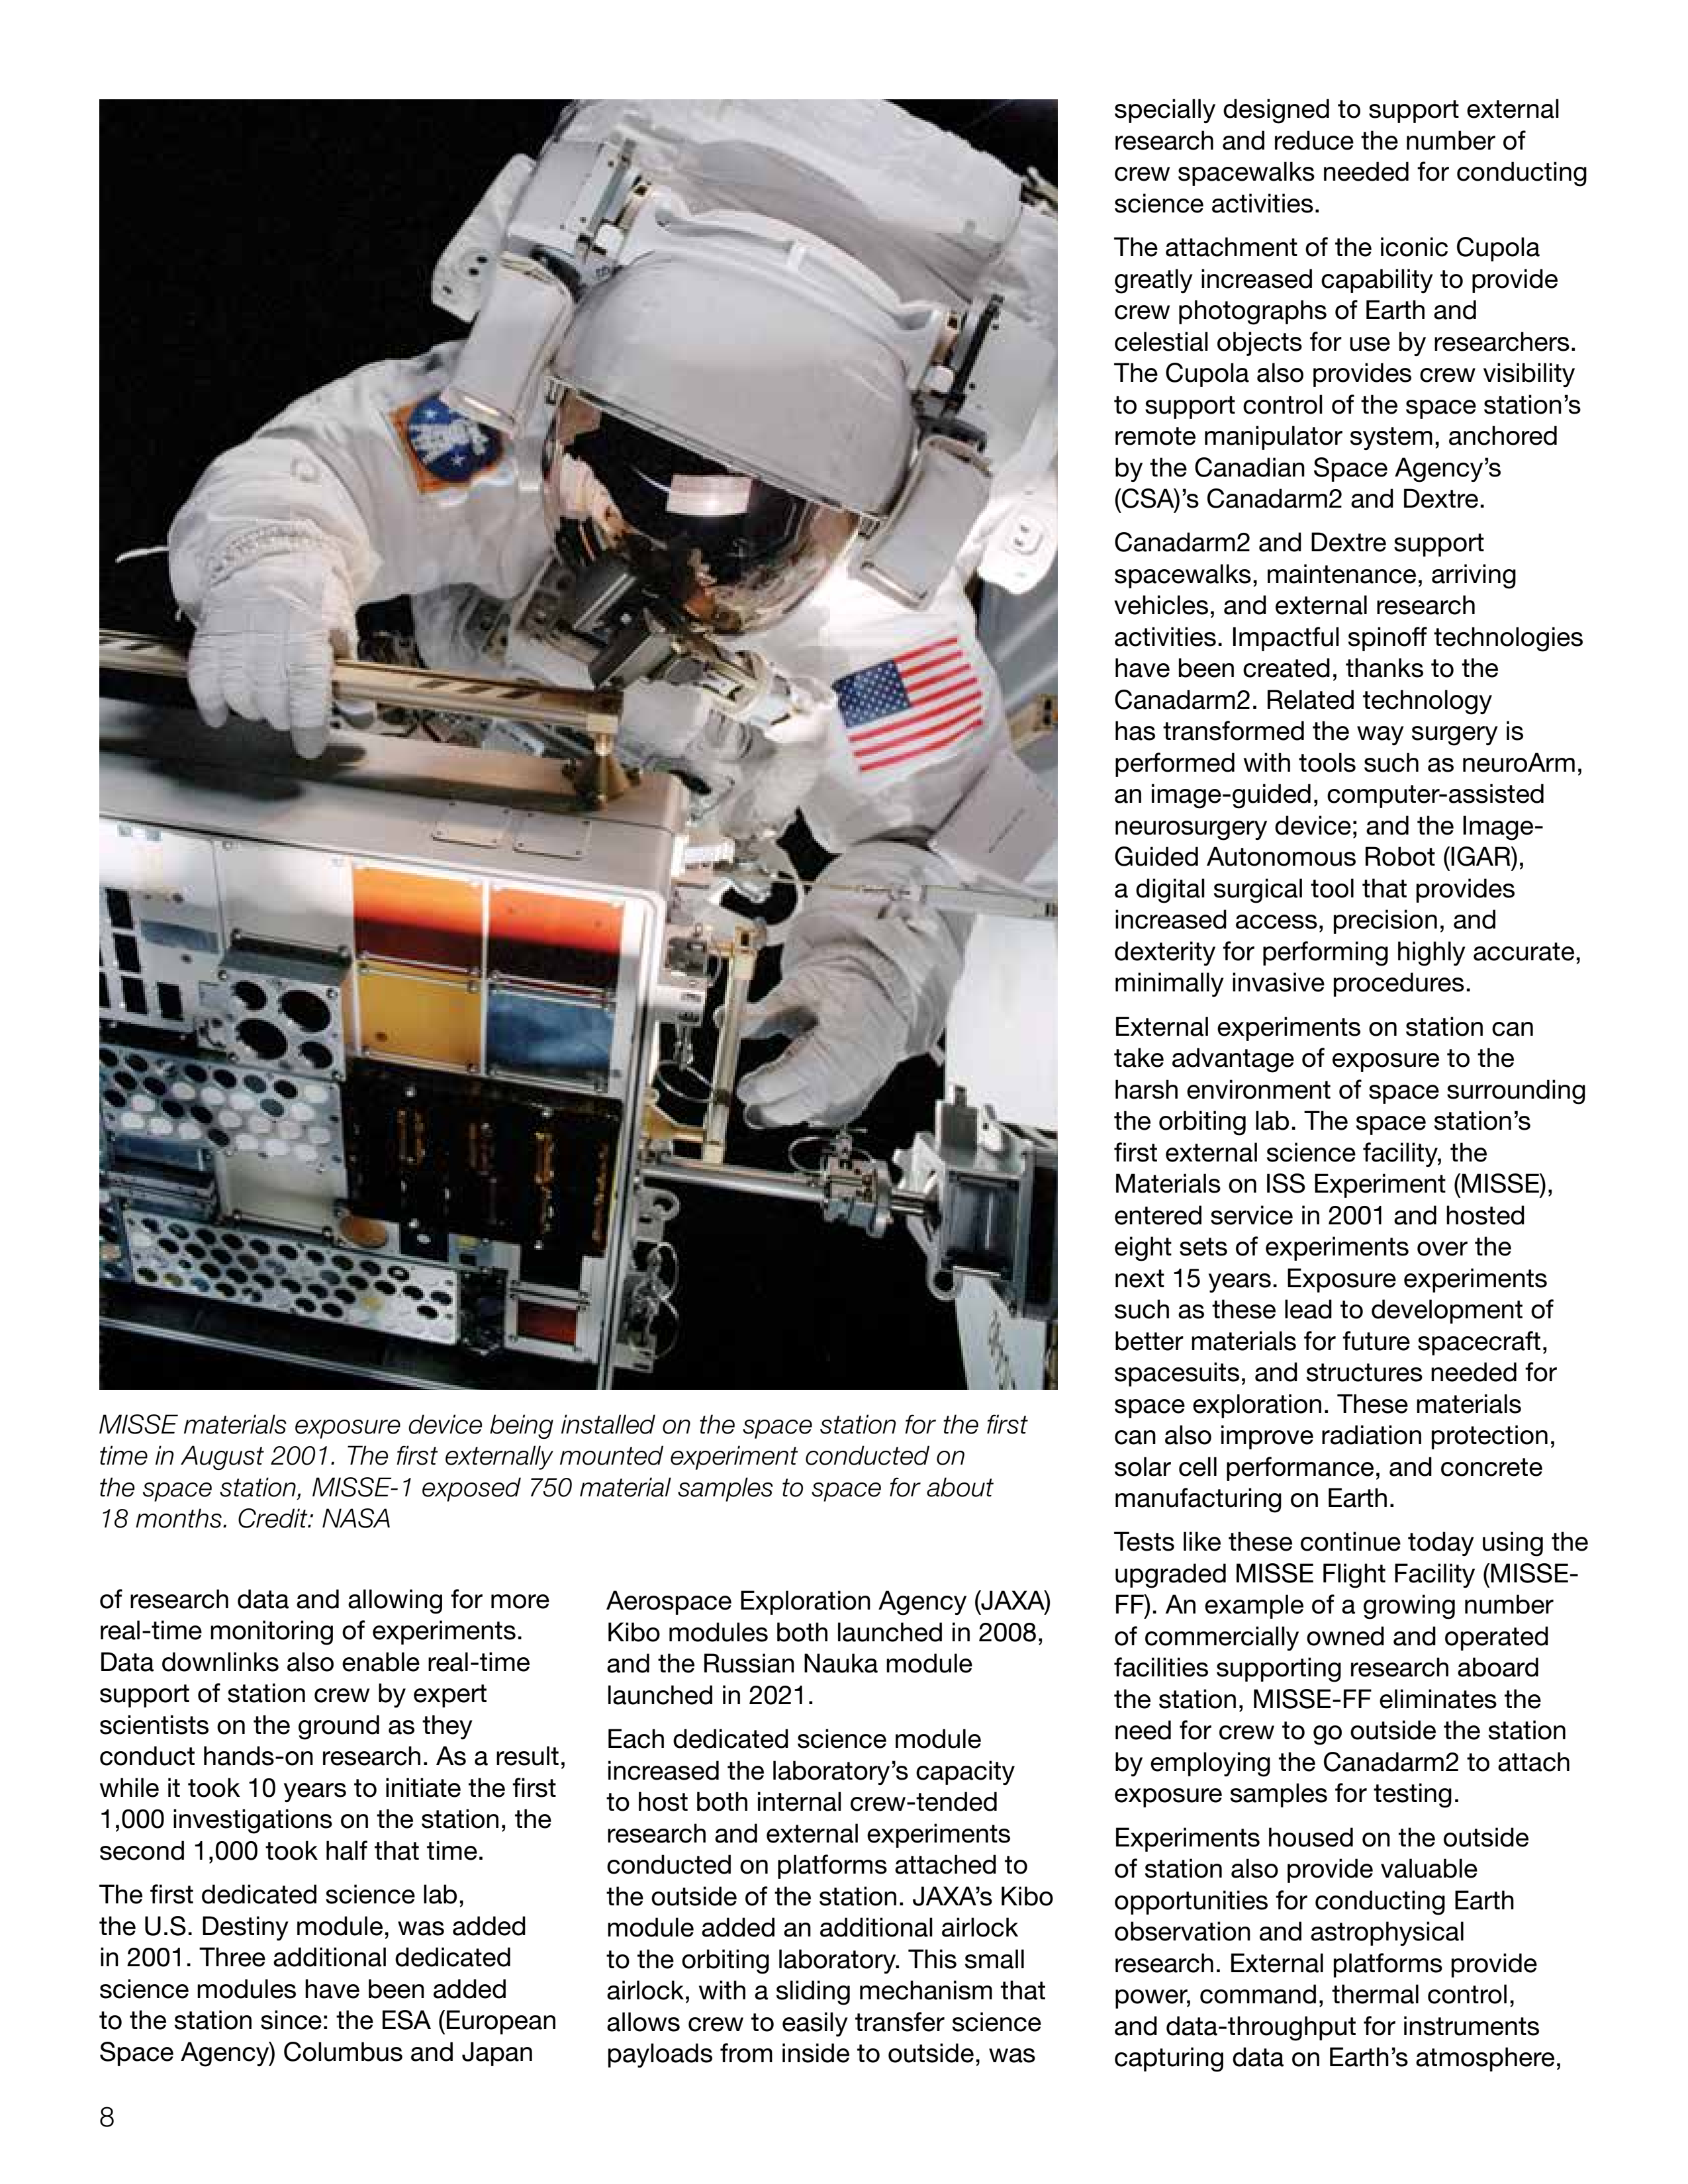 MISSE materials exposure device being installed on the space station for the first
time in August 2001. The first externally mounted experiment conducted on
the space station, MISSE-1 exposed 750 material samples to space for about
18 months. Credit: NASA
of research data and allowing for more
real-time monitoring of experiments.
Data downlinks also enable real-time
support of station crew by expert
scientists on the ground as they
conduct hands-on research. As a result,
while it took 10 years to initiate the first
1,000 investigations on the station, the
second 1,000 took half that time.
The first dedicated science lab,
the U.S. Destiny module, was added
in 2001. Three additional dedicated
science modules have been added
to the station since: the ESA (European
Space Agency) Columbus and Japan
Aerospace Exploration Agency (JAXA)
Kibo modules both launched in 2008,
and the Russian Nauka module
launched in 2021.
Each dedicated science module
increased the laboratory's capacity
to host both internal crew-tended
research and external experiments
conducted on platforms attached to
the outside of the station. JAXA's Kibo
module added an additional airlock
to the orbiting laboratory. This small
airlock, with a sliding mechanism that
allows crew to easily transfer science
payloads from inside to outside, was
specially designed to support external
research and reduce the number of
crew spacewalks needed for conducting
science activities.
The attachment of the iconic Cupola
greatly increased capability to provide
crew photographs of Earth and
celestial objects for use by researchers.
The Cupola also provides crew visibility
to support control of the space station's
remote manipulator system, anchored
by the Canadian Space Agency's
(CSA)'s Canadarm2 and Dextre.
Canadarm2 and Dextre support
spacewalks, maintenance, arriving
vehicles, and external research
activities. Impactful spinoff technologies
have been created, thanks to the
Canadarm2. Related technology
has transformed the way surgery is
performed with tools such as neuroArm,
an image-guided, computer-assisted
neurosurgery device; and the Image-
Guided Autonomous Robot (IGAR),
a digital surgical tool that provides
increased access, precision, and
dexterity for performing highly accurate,
minimally invasive procedures.
External experiments on station can
take advantage of exposure to the
harsh environment of space surrounding
the orbiting lab. The space station's
first external science facility, the
Materials on ISS Experiment (MISSE),
entered service in 2001 and hosted
eight sets of experiments over the
next 15 years. Exposure experiments
such as these lead to development of
better materials for future spacecraft,
spacesuits, and structures needed for
space exploration. These materials
can also improve radiation protection,
solar cell performance, and concrete
manufacturing on Earth.
Tests like these continue today using the
upgraded MISSE Flight Facility (MISSE-
FF). An example of a growing number
of commercially owned and operated
facilities supporting research aboard
the station, MISSE-FF eliminates the
need for crew to go outside the station
by employing the Canadarm2 to attach
exposure samples for testing.
Experiments housed on the outside
of station also provide valuable
opportunities for conducting Earth
observation and astrophysical
research. External platforms provide
power, command, thermal control,
and data-throughput for instruments
capturing data on Earth's atmosphere,
8